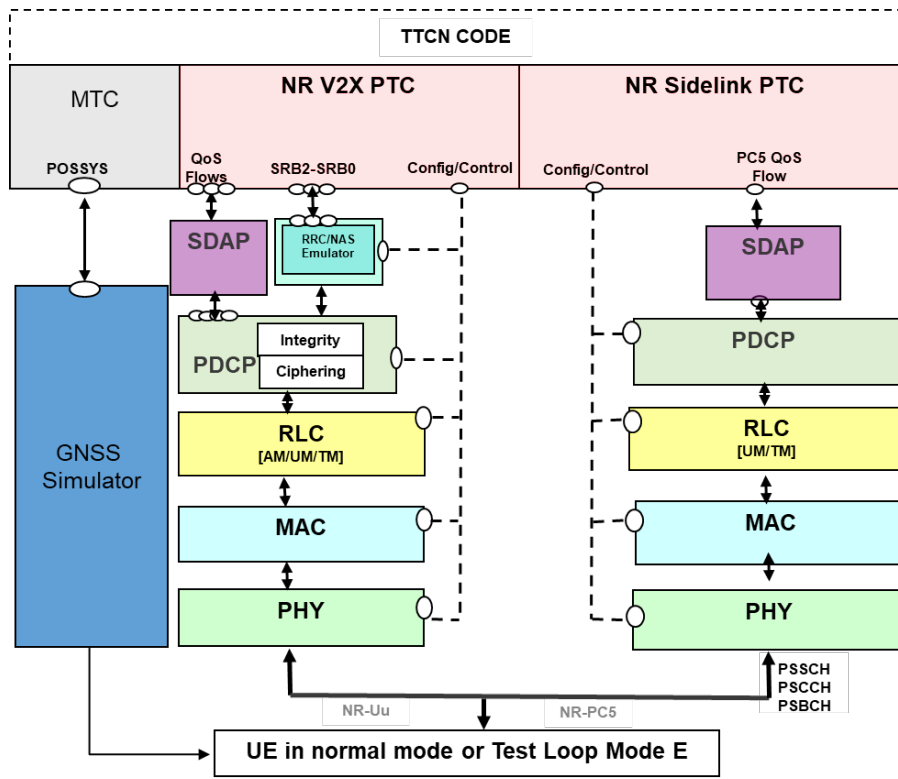 TTCN CODE
MTC
NR V2X PTC
NR Sidelink PTC
POSSYS
QoS
Flows
SRB2-SRB0
Config/Control
Config/Control
PC5 QoS
Flow
SDAP
RRC/NAS
Emulator
SDAP
Integrity
PDCP
Ciphering
PDCP
GNSS
Simulator
RLC
[AM/UM/TM]
RLC
[UM/TM]
MAC
MAC
PHY
PHY
PSSCH
PSCCH
PSBCH
NR-Uu
NR-PC5
UE in normal mode or Test Loop Mode E